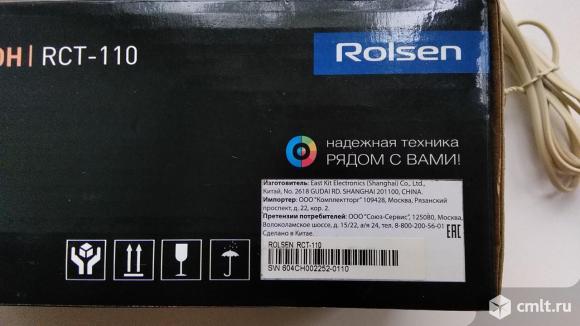 ОН | RCT-110
Rolsen
надежная техника
РЯДОМ С ВАМИ!
Изготовитель: East Kit Electronics (Shanghai) Co., Ltd.,
Китай, No. 2618 GUDAI RD. SHANGHAI 201100, CHINA.
Импортер: ООО "Комплектторг" 109428, Москва, Рязанский
проспект, д. 22, кор. 2.
Претензии потребителей: ООО "Союз-Сервис", 125080, Москва,
Волоколамское шоссе, д. 15/22, а/я 24, тел. 8-800-200-56-01
Сделано в Китае.
EAC
ROLSEN RCT-110
S\N 604CH002252-0110
cmlt.ru